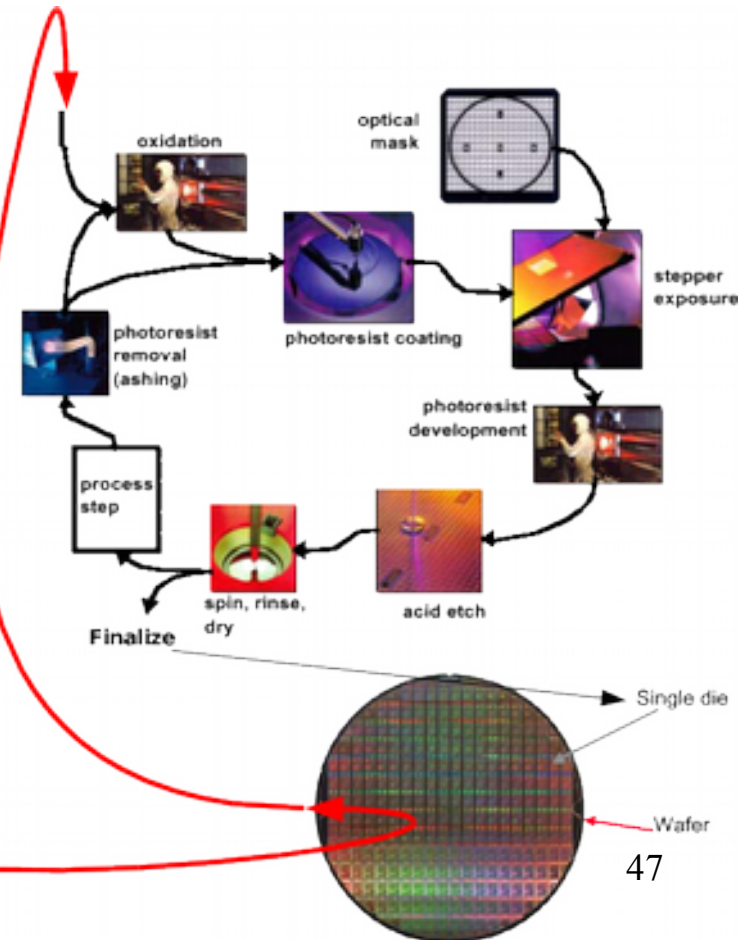 oxidation
optical
mask
stepper
exposure
photoresist
removal
(ashing)
photoresist coating
photoresist
development
process
step
spin, rinse,
dry
acid etch
Finalize
Single die
Wafer
47